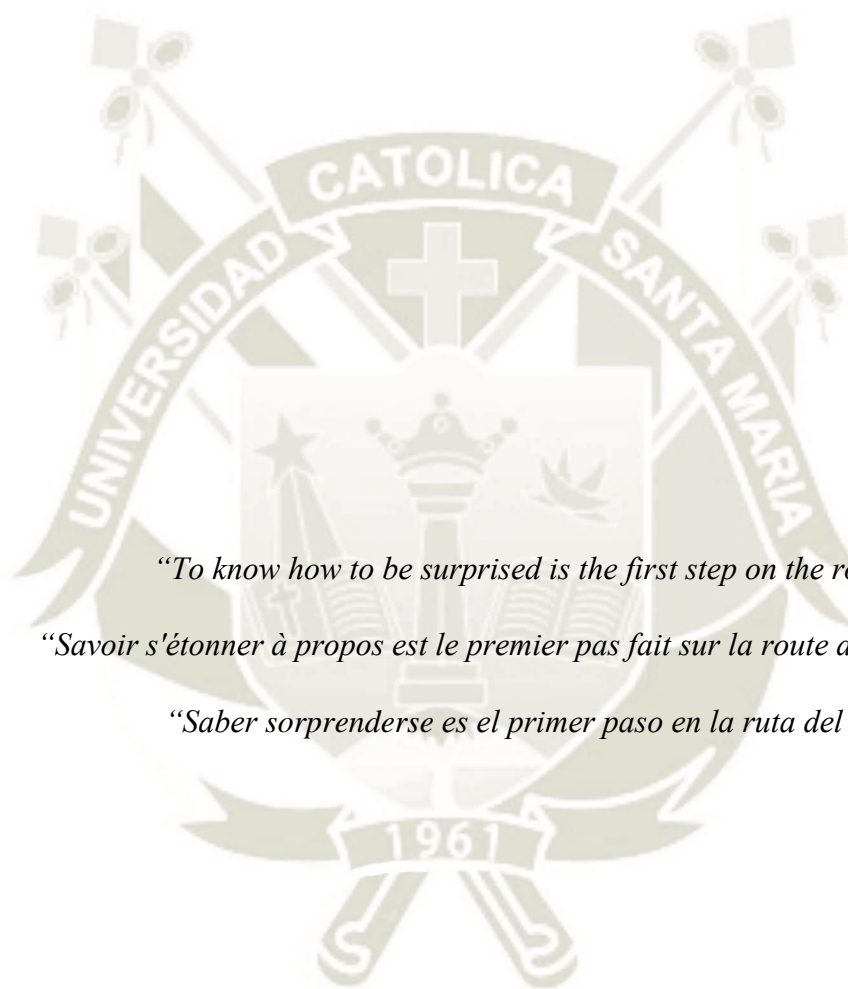 CATOLICA
UNIVERSIDAD
SANTA MARIA
“To know how to be surprised is the first step on the
“Savoir s'étonner à propos est le premier pas fait sur la route
“Saber sorprenderse es el primer paso en la ruta del
1961